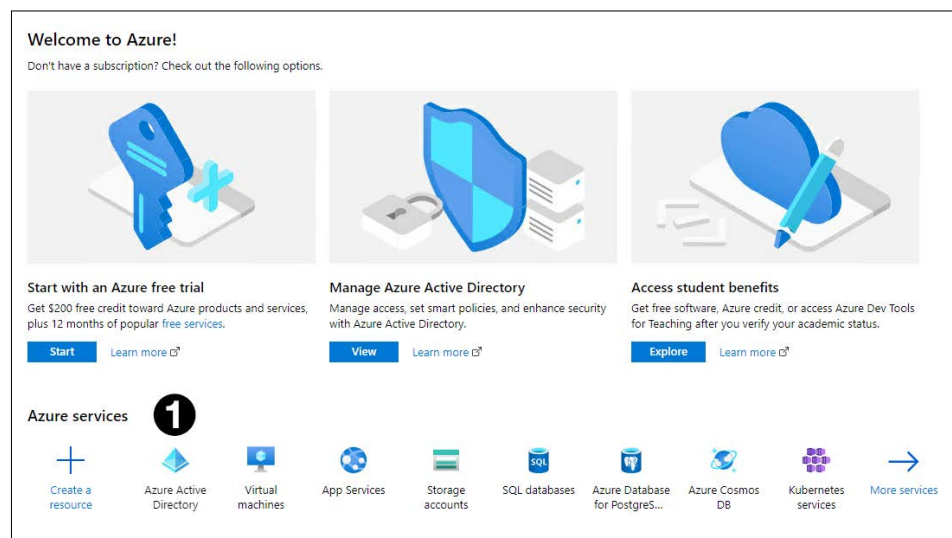 Welcome to Azure!
Don't have a subscription? Check out the following options.
Start with an Azure free trial
Get $200 free credit toward Azure products and services,
plus 12 months of popular free services.
Start
Learn more
Manage Azure Active Directory
Manage access, set smart policies, and enhance security
with Azure Active Directory.
View
Learn more
Access student benefits
Get free software, Azure credit, or access Azure Dev Tools
for Teaching after you verify your academic status.
Explore
Learn more
Azure services
1
Create a
resource
Azure Active
Directory
Virtual
machines
App Services
Storage
accounts
SQL
SQL databases
Azure Database
for PostgreS...
Azure Cosmos
DB
Kubernetes
services
More services